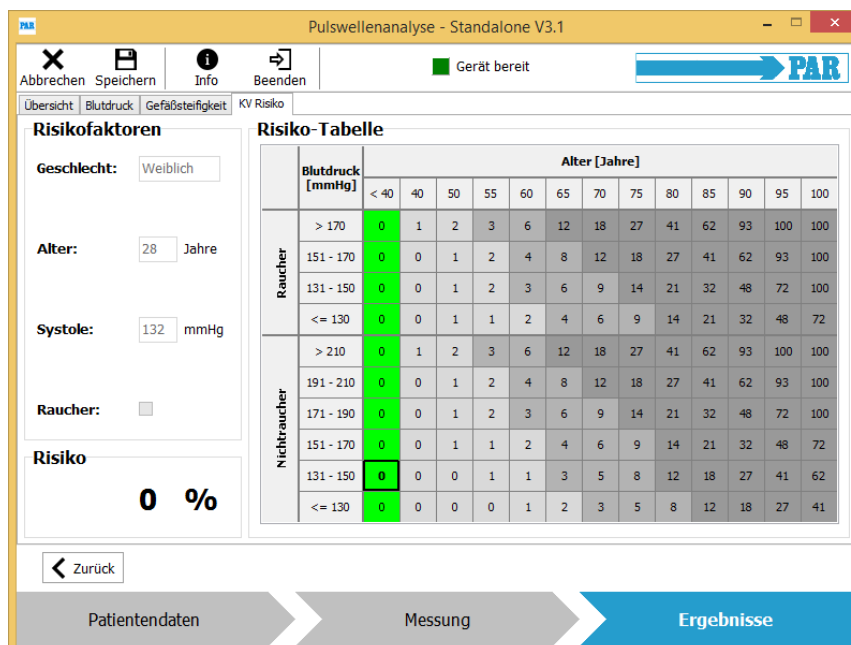 PAR
Pulswellenanalyse - Standalone V3.1
Abbrechen Speichern Info Beenden
Gerät bereit
PAR
Übersicht Blutdruck Gefäßsteifigkeit KV Risiko
Risikofaktoren
Geschlecht: Weiblich
Alter: 28 Jahre
Systole: 132 mmHg
Raucher:
Risiko
0 %
Risiko-Tabelle
Blutdruck [mmHg] Alter [Jahre]
< 40 40 50 55 60 65 70 75 80 85 90 95 100
Raucher
> 170 0 1 2 3 6 12 18 27 41 62 93 100 100
151 - 170 0 0 1 2 4 8 12 18 27 41 62 93 100
131 - 150 0 0 1 2 3 6 9 14 21 32 48 72 100
<= 130 0 0 1 1 2 4 6 9 14 21 32 48 72
Nichtraucher
> 210 0 1 2 3 6 12 18 27 41 62 93 100 100
191 - 210 0 0 1 2 4 8 12 18 27 41 62 93 100
171 - 190 0 0 1 2 3 6 9 14 21 32 48 72 100
151 - 170 0 0 1 1 2 4 6 9 14 21 32 48 72
131 - 150 0 0 0 1 1 3 5 8 12 18 27 41 62
<= 130 0 0 0 0 1 2 3 5 8 12 18 27 41
Zurück
Patientendaten Messung Ergebnisse